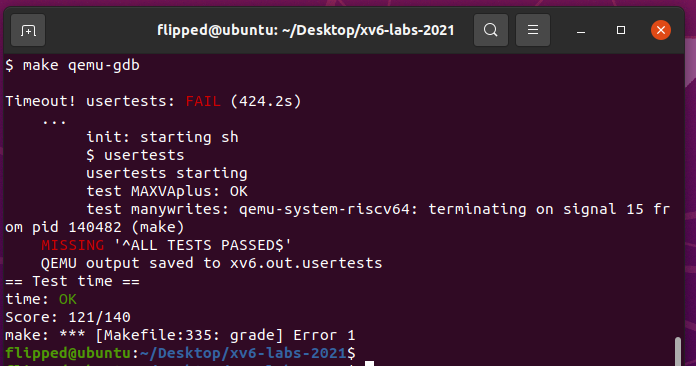 flipped@ubuntu: ~/Desktop/xv6-labs-2021
$ make qemu-gdb
Timeout! usertests: FAIL (424.2s)
...
init: starting sh
$ usertests
usertests starting
test MAXVAplus: OK
test manywrites: qemu-system-riscv64: terminating on signal 15 fr
om pid 140482 (make)
MISSING '^ALL TESTS PASSED$'
QEMU output saved to xv6.out.usertests
== Test time ==
time: OK
Score: 121/140
make: *** [Makefile:335: grade] Error 1
flipped@ubuntu:~/Desktop/xv6-labs-2021$